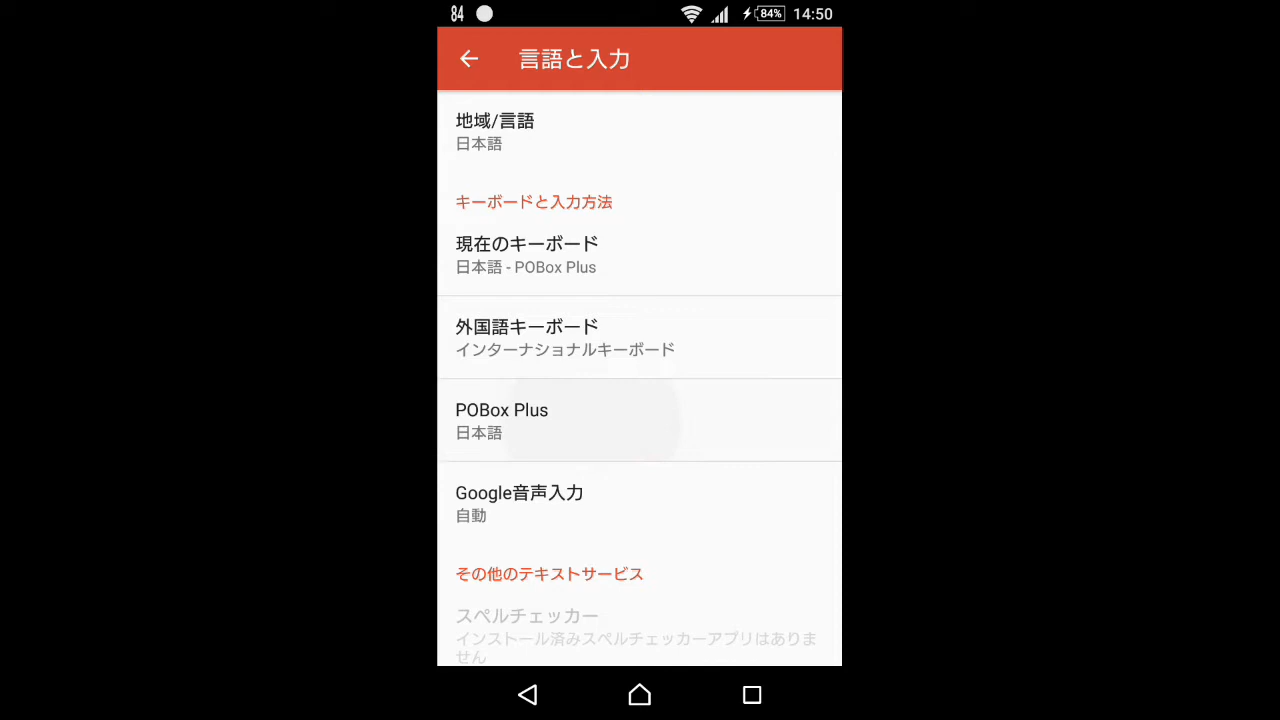 84 84% 14:50
言語と入力
地域/言語
日本語
キーボードと入力方法
現在のキーボード
日本語 - POBox Plus
外国語キーボード
インターナショナルキーボード
POBox Plus
日本語
Google音声入力
自動
その他のテキストサービス
スペルチェッカー
インストール済みスペルチェッカーアプリはありま
せん